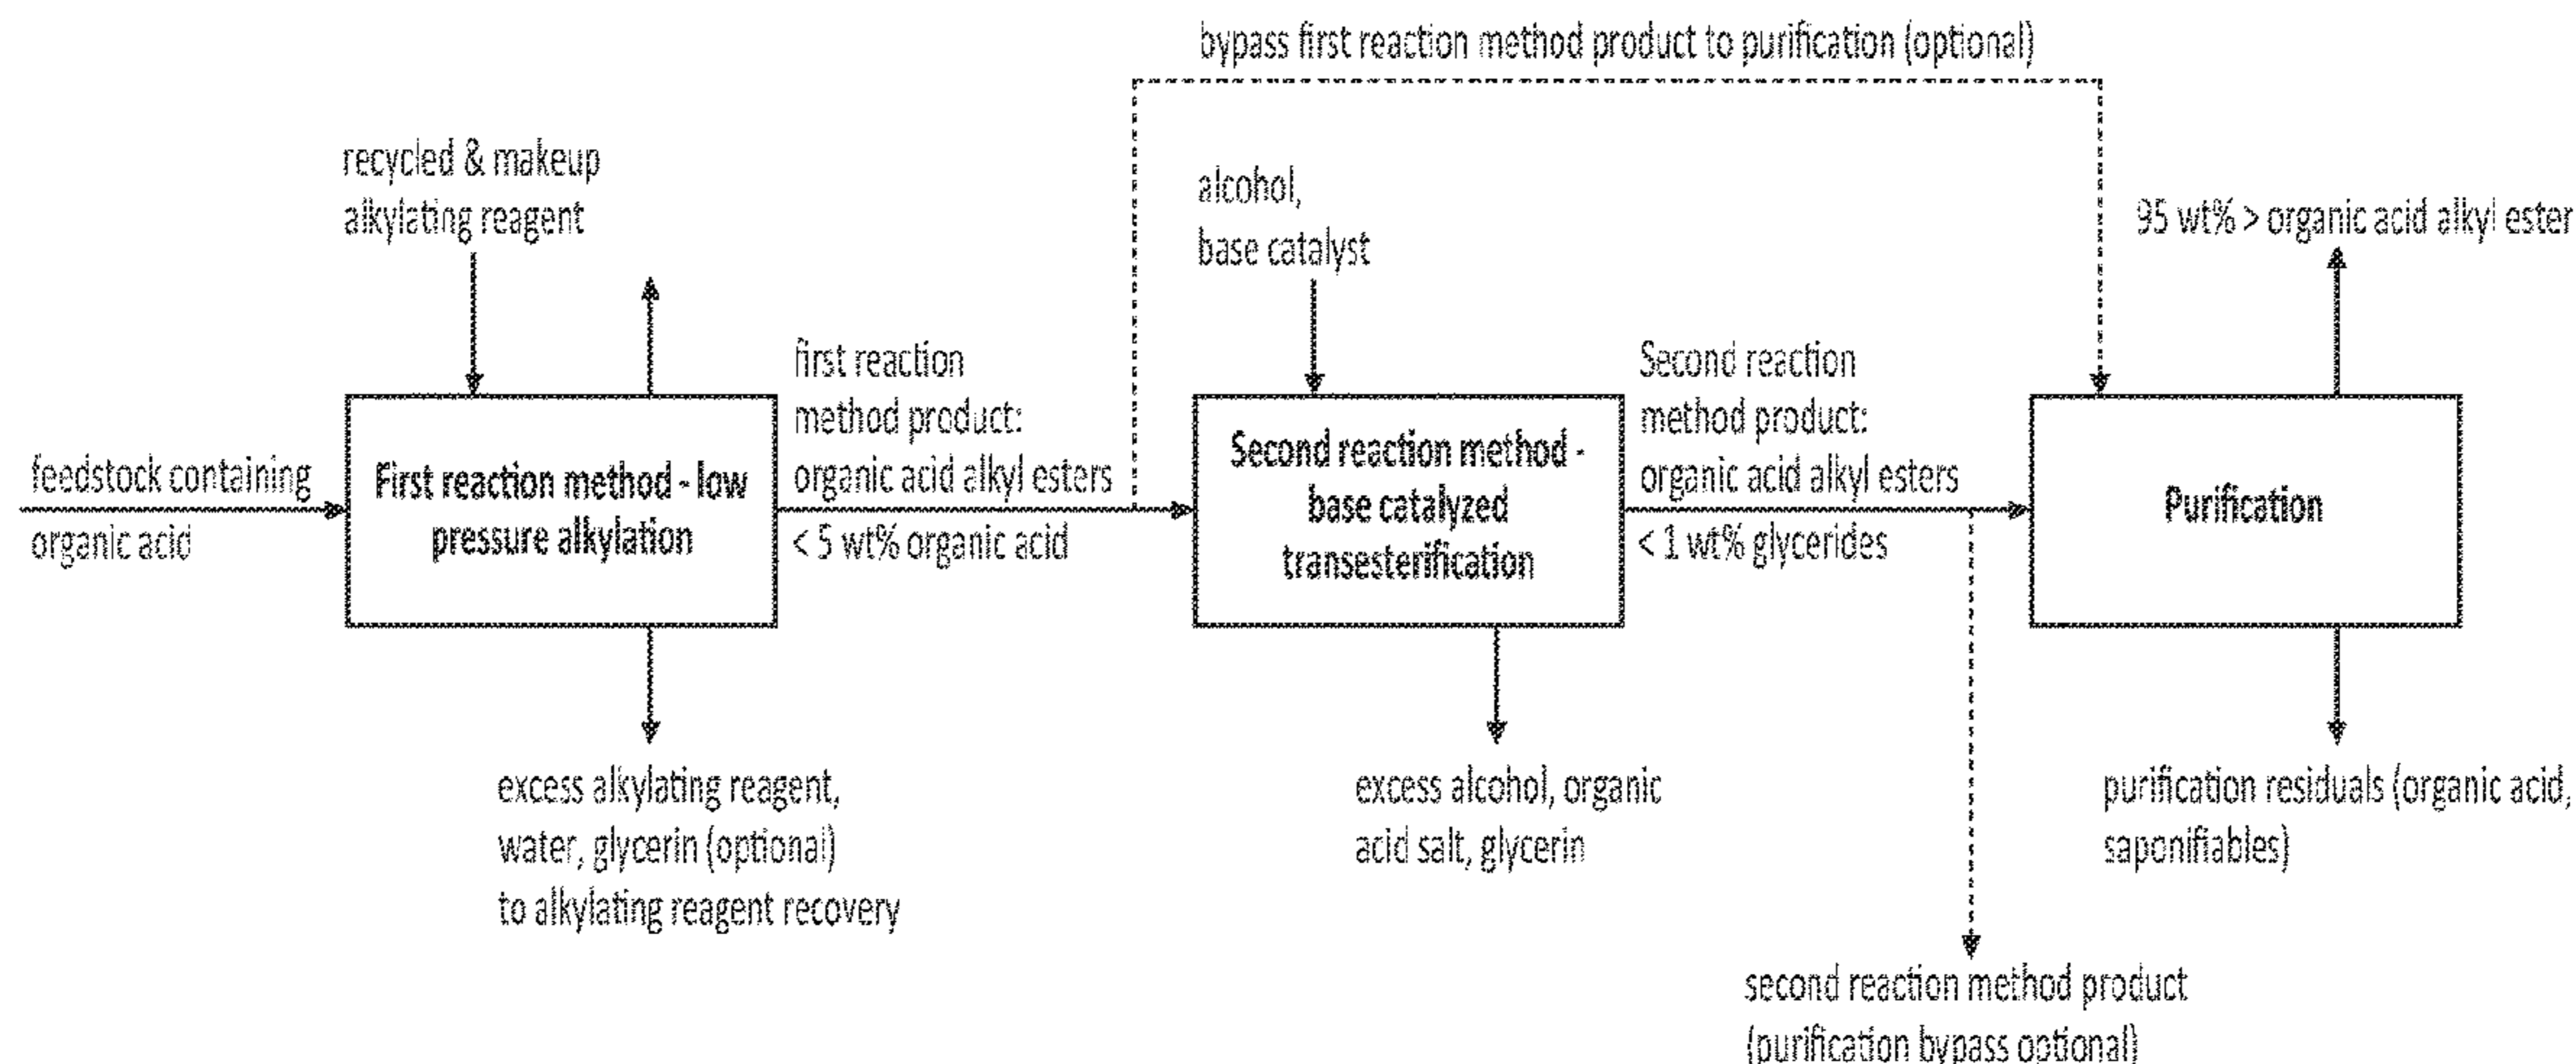 bypass first reaction method product to purification (optional)
recycled & makeup
alkylating reagent
alcohol,
base catalyst
95 wt% > organic acid alkyl ester
feedstock containing
organic acid
First reaction method - low
pressure alkylation
first reaction
method product:
organic acid alkyl esters
< 5 wt% organic acid
Second reaction method -
base catalyzed
transesterification
Second reaction
method product:
organic acid alkyl esters
< 1 wt% glycerides
Purification
excess alkylating reagent,
water, glycerin (optional)
to alkylating reagent recovery
excess alcohol, organic
acid salt, glycerin
purification residuals (organic acid,
saponifiables)
second reaction method product
(purification bypass optional)